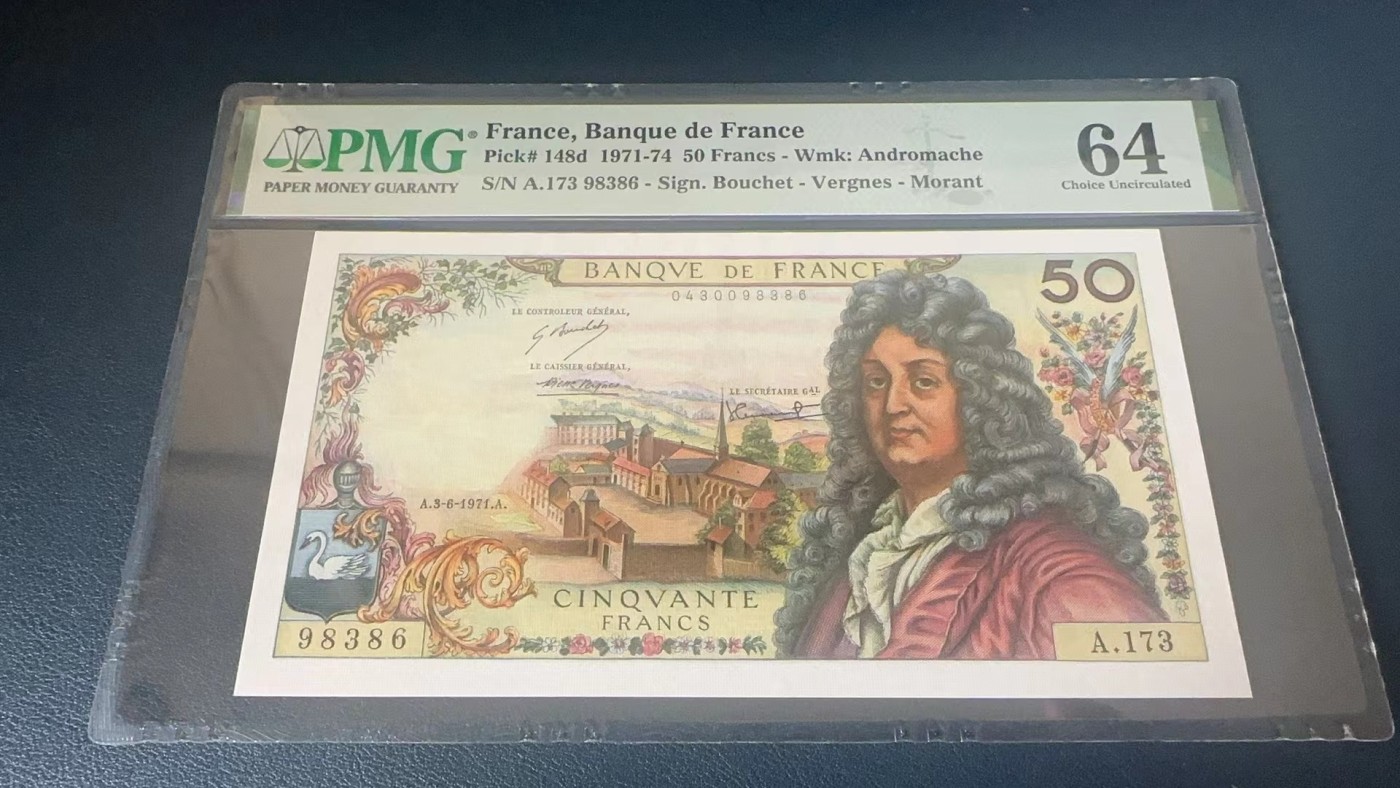 PMG®
PAPER MONEY GUARANTY
France, Banque de France
Pick# 148d 1971-74 50 Francs - Wmk: Andromache
S/N A.173 98386 - Sign. Bouchet - Vergnes - Morant
64
Choice Uncirculated
BANQVE DE FRANCE
50
0430098386
LE CONTROLEUR GÉNÉRAL,
LE CAISSIER GÉNÉRAL,
LE SECRÉTAIRE GAL
A.3-6-1971.A.
CINQVANTE
FRANCS
98386
A.173